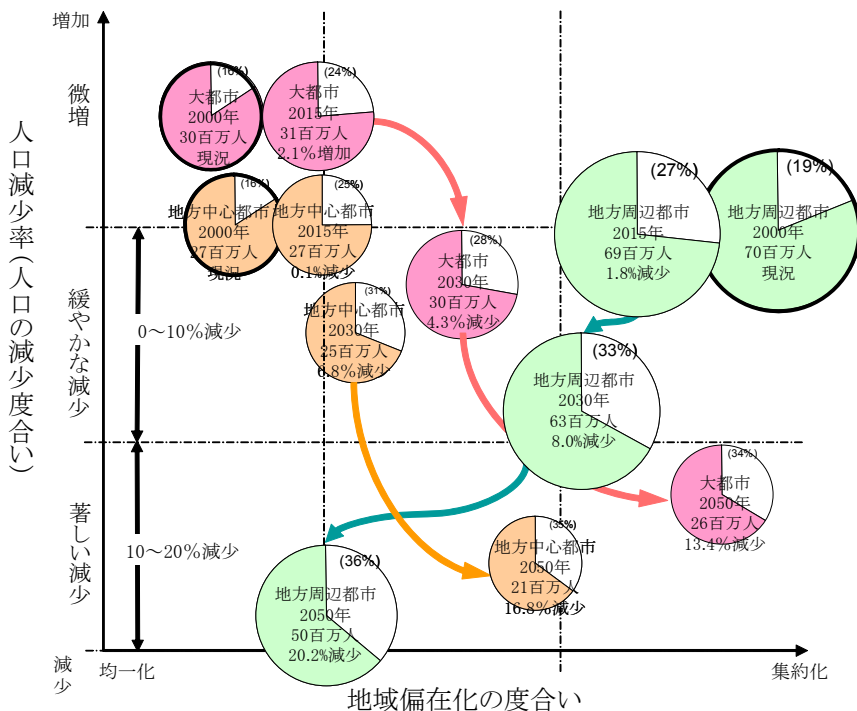 増加
微増
緩やかな減少
著しい減少
減少
人口減少率(人口の減少度合い)
0～10%減少
10～20%減少
(16%)
大都市
2000年
30百万人
現況
(24%)
大都市
2015年
31百万人
2.1%増加
(16%)
地方中心都市
2000年
27百万人
現況
(25%)
地方中心都市
2015年
27百万人
0.1%減少
(27%)
地方周辺都市
2015年
69百万人
1.8%減少
(19%)
地方周辺都市
2000年
70百万人
現況
(28%)
大都市
2030年
30百万人
4.3%減少
(31%)
地方中心都市
2030年
25百万人
6.8%減少
(33%)
地方周辺都市
2030年
63百万人
8.0%減少
(34%)
大都市
2050年
26百万人
13.4%減少
(35%)
地方中心都市
2050年
21百万人
16.8%減少
(36%)
地方周辺都市
2050年
50百万人
20.2%減少
均一化
集約化
地域偏在化の度合い